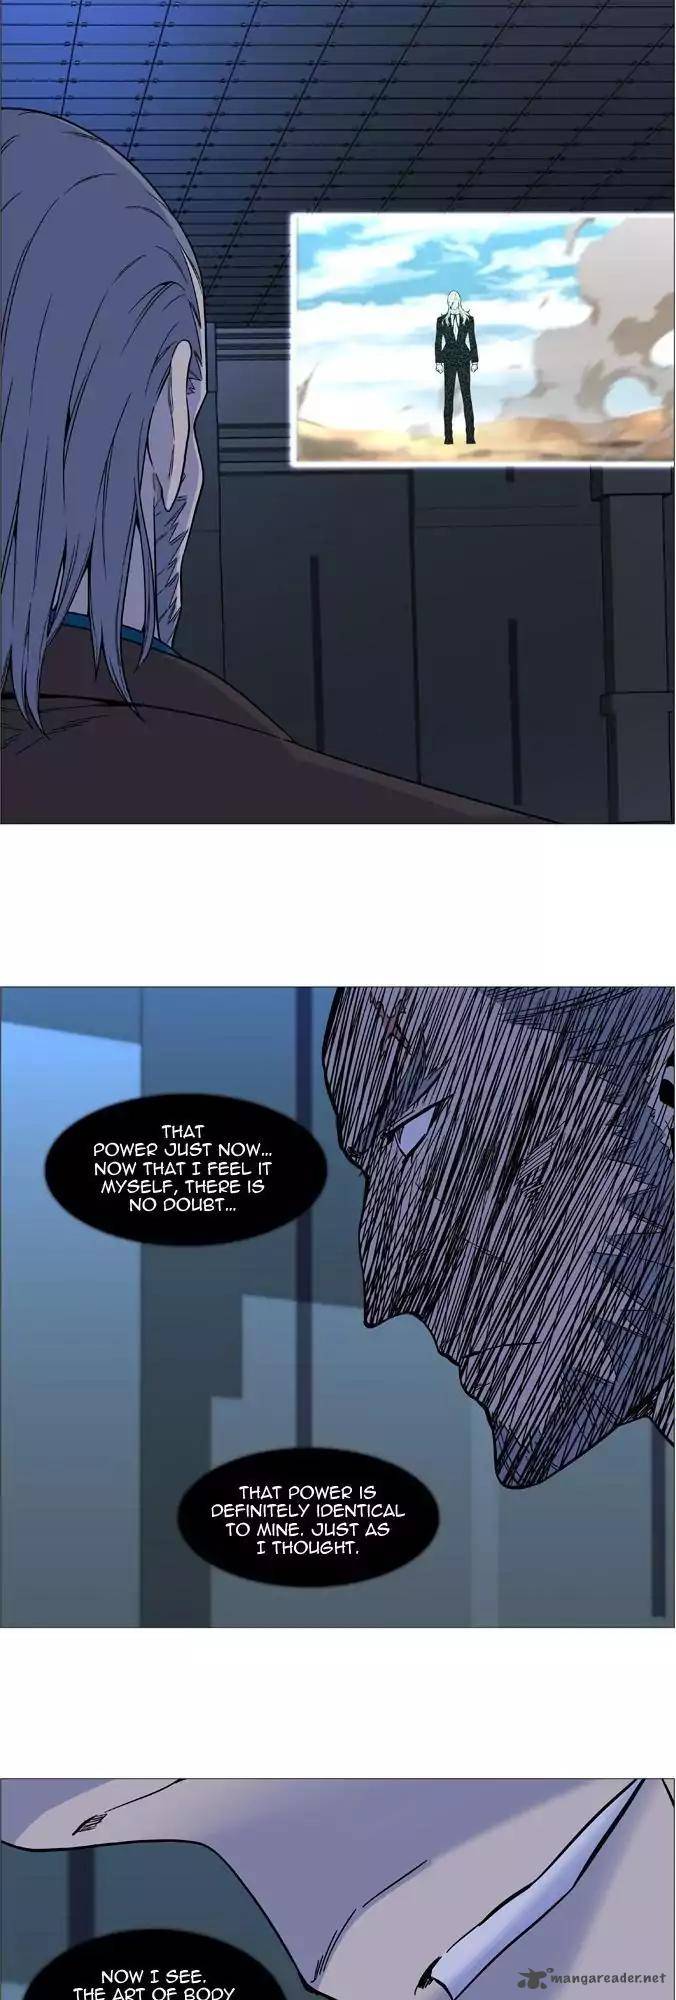 THAT
POWER JUST NOW...
NOW THAT I FEEL IT
MYSELF, THERE IS
NO DOUBT...
THAT POWER IS
DEFINITELY IDENTICAL
TO MINE. JUST AS
I THOUGHT.
NOW I SEE.
THE ART OF BODY
mangareader.net